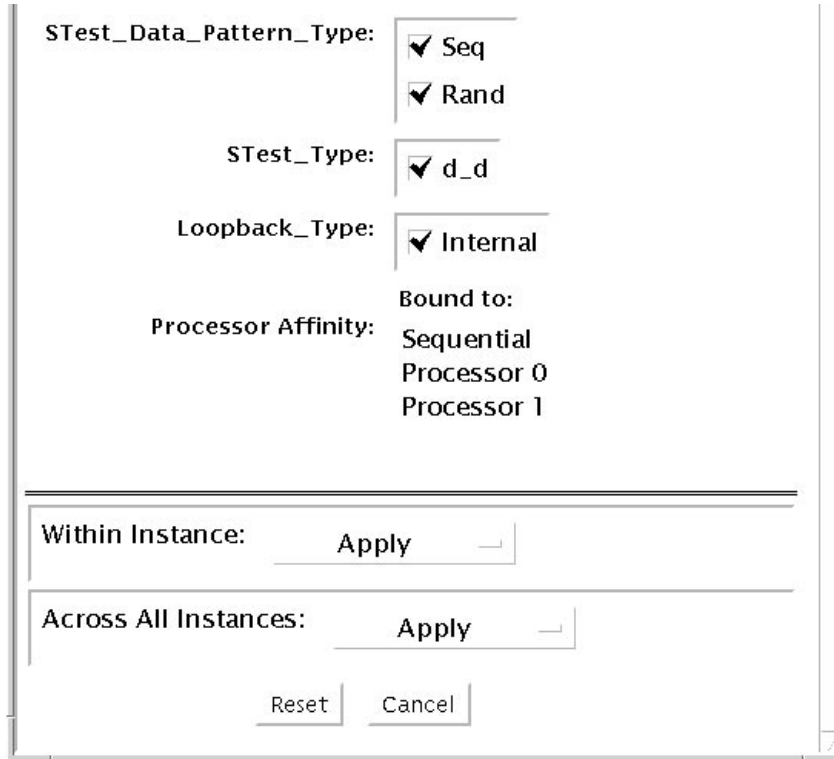 STest_Data_Pattern_Type:
Seq
Rand
STest_Type:
d_d
Loopback_Type:
Internal
Processor Affinity:
Bound to:
Sequential
Processor 0
Processor 1
Within Instance: Apply
Across All Instances: Apply
Reset Cancel